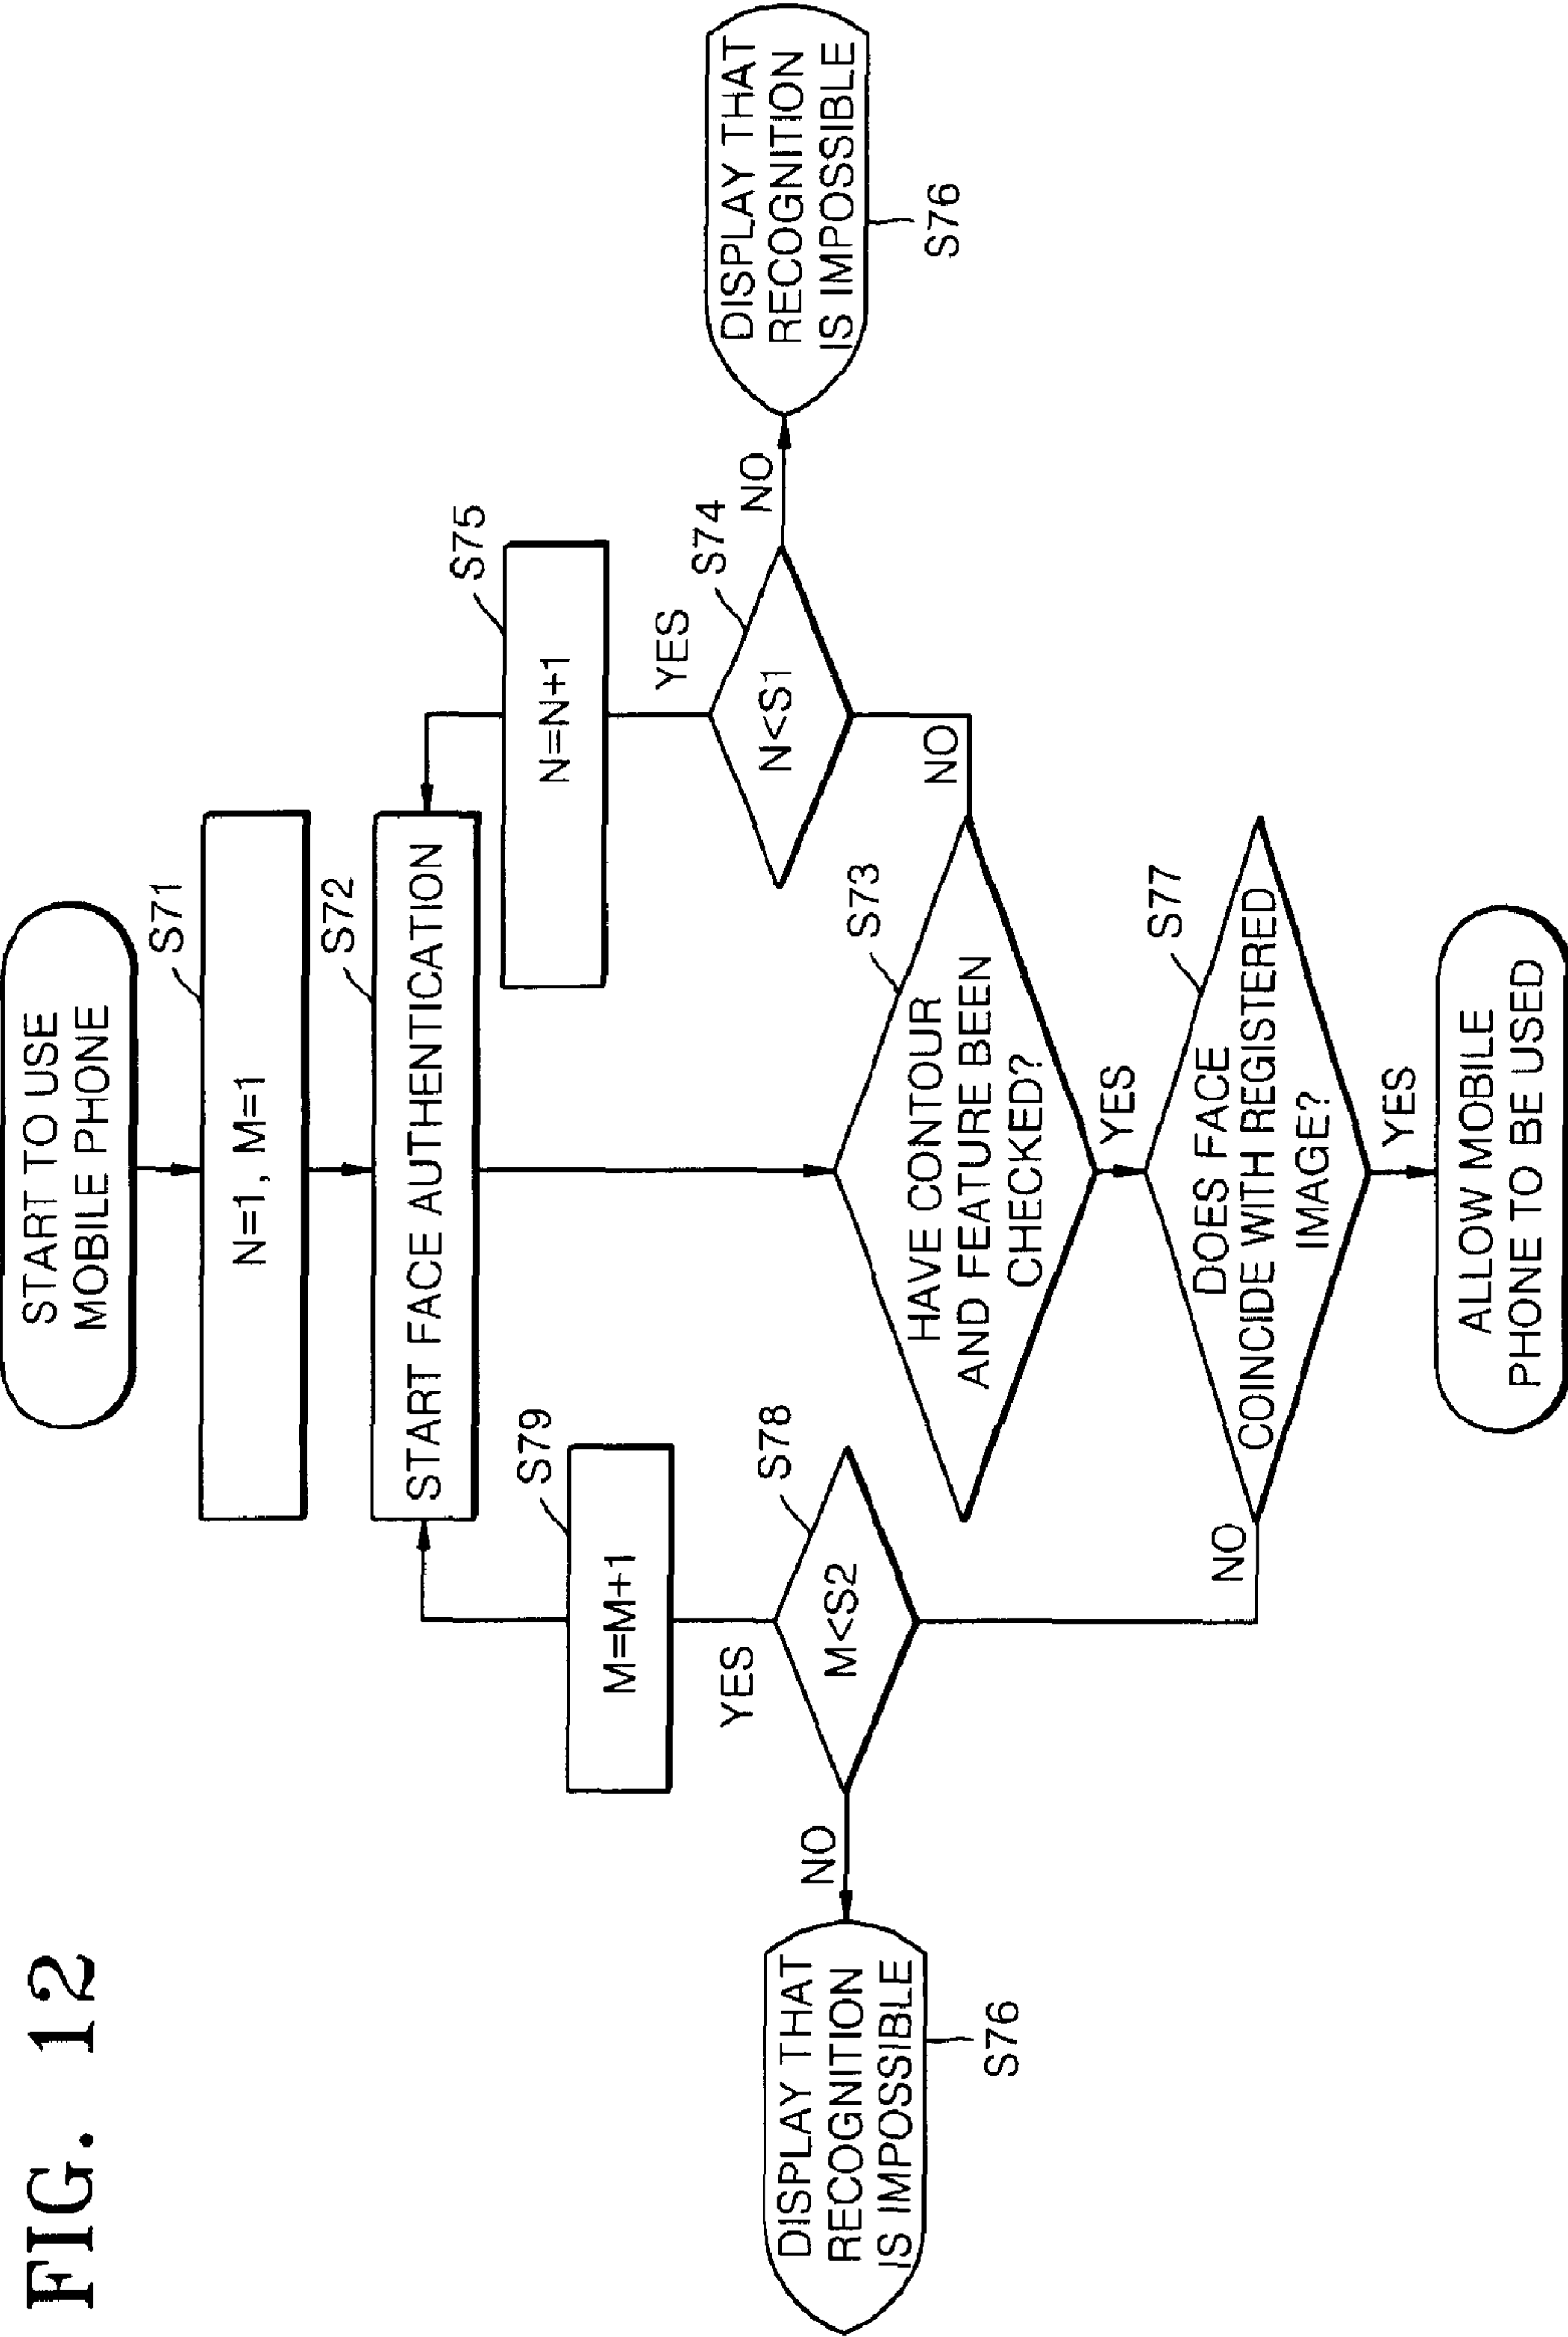 FIG. 12
START TO USE
MOBILE PHONE
S71
N=1, M=1
S72
START FACE AUTHENTICATION
S79
M=M+1
S75
N=N+1
YES
S78
M<S2
NO
DISPLAY THAT
RECOGNITION
IS IMPOSSIBLE
S76
YES
S74
N<S1
NO
DISPLAY THAT
RECOGNITION
IS IMPOSSIBLE
S76
S73
HAVE CONTOUR
AND FEATURE BEEN
CHECKED?
NO
YES
S77
DOES FACE
COINCIDE WITH REGISTERED
IMAGE?
NO
YES
ALLOW MOBILE
PHONE TO BE USED